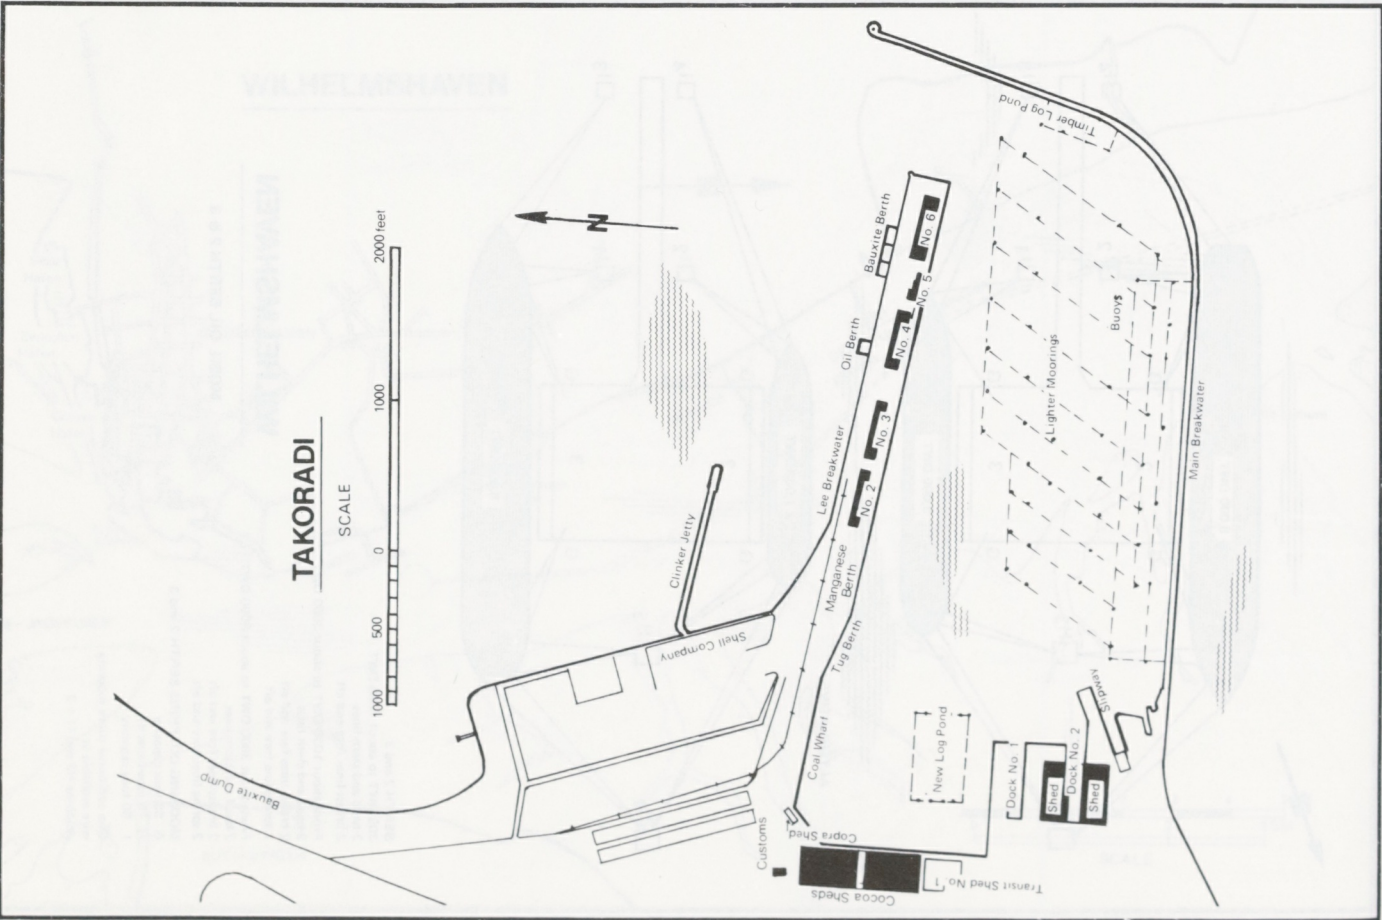 TAKORADI
SCALE
1000
500
0
1000
2000 feet
N
Bauxite Dump
Shell Company
Clinker Jetty
Lee Breakwater
Oil Berth
Bauxite Berth
Manganese
Berth
Tug Berth
Coal Wharf
No. 2
No. 3
No. 4
No. 5
No. 6
Timber Log Pond
Lighter Moorings
Buoys
Main Breakwater
Slipway
New Log Pond
Dock No. 1
Dock No. 2
Shed
Shed
Customs
Copra Shed
Cocoa Sheds
Transit Shed No. 1
WILHELMSHAVEN
WILHELMSHAVEN